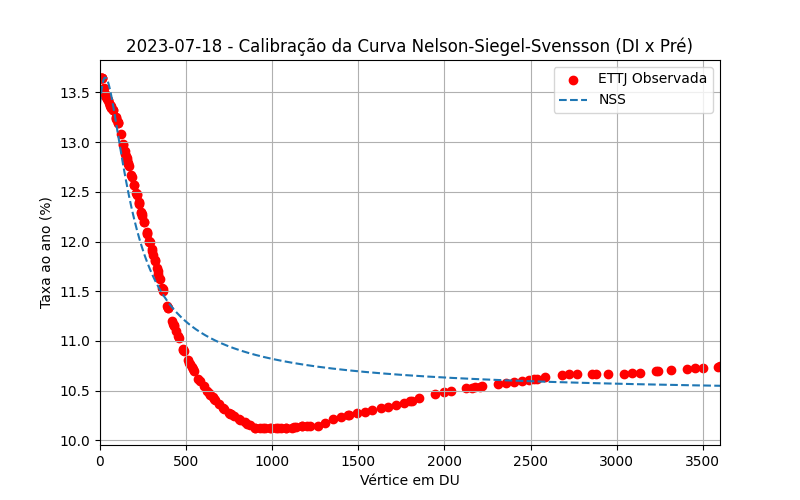 2023-07-18 - Calibração da Curva Nelson-Siegel-Svensson (DI x Pré)
ETTJ Observada
NSS
Taxa ao ano (%)
13.5
13.0
12.5
12.0
11.5
11.0
10.5
10.0
0 500 1000 1500 2000 2500 3000 3500
Vértice em DU